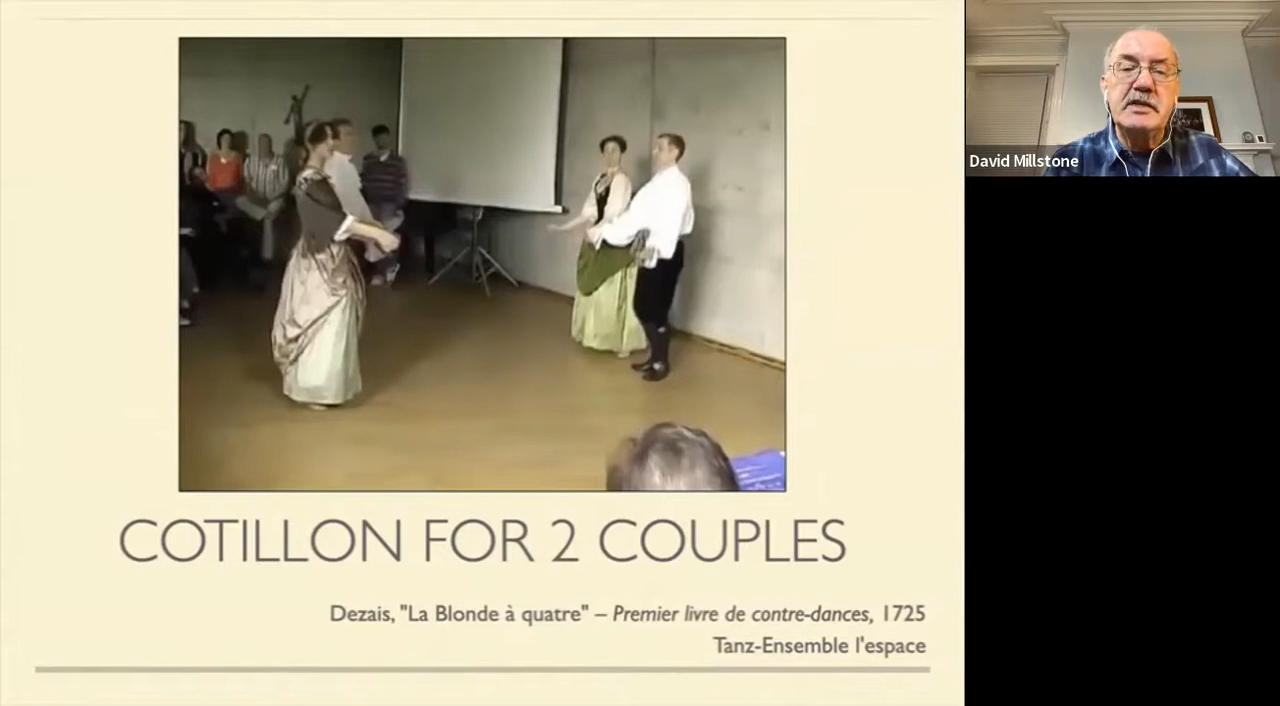 David Millstone
COTILLON FOR 2 COUPLES
Dezais, "La Blonde à quatre" – Premier livre de contre-dances, 1725
Tanz-Ensemble l'espace